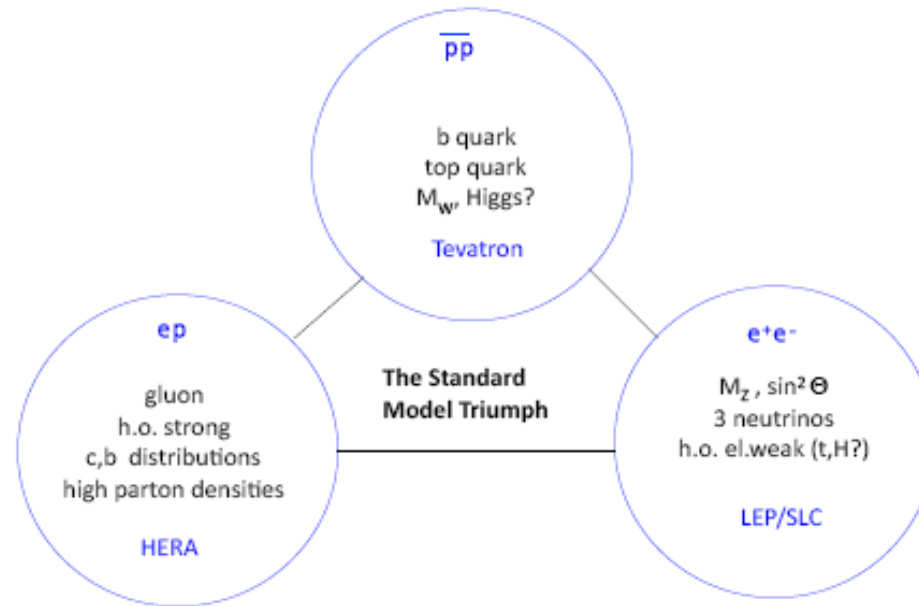 p̅p̅
b quark
top quark
M_W, Higgs?
Tevatron
ep
gluon
h.o. strong
c,b distributions
high parton densities
HERA
The Standard
Model Triumph
e⁺e⁻
M_Z , sin² Θ
3 neutrinos
h.o. el.weak (t,H?)
LEP/SLC